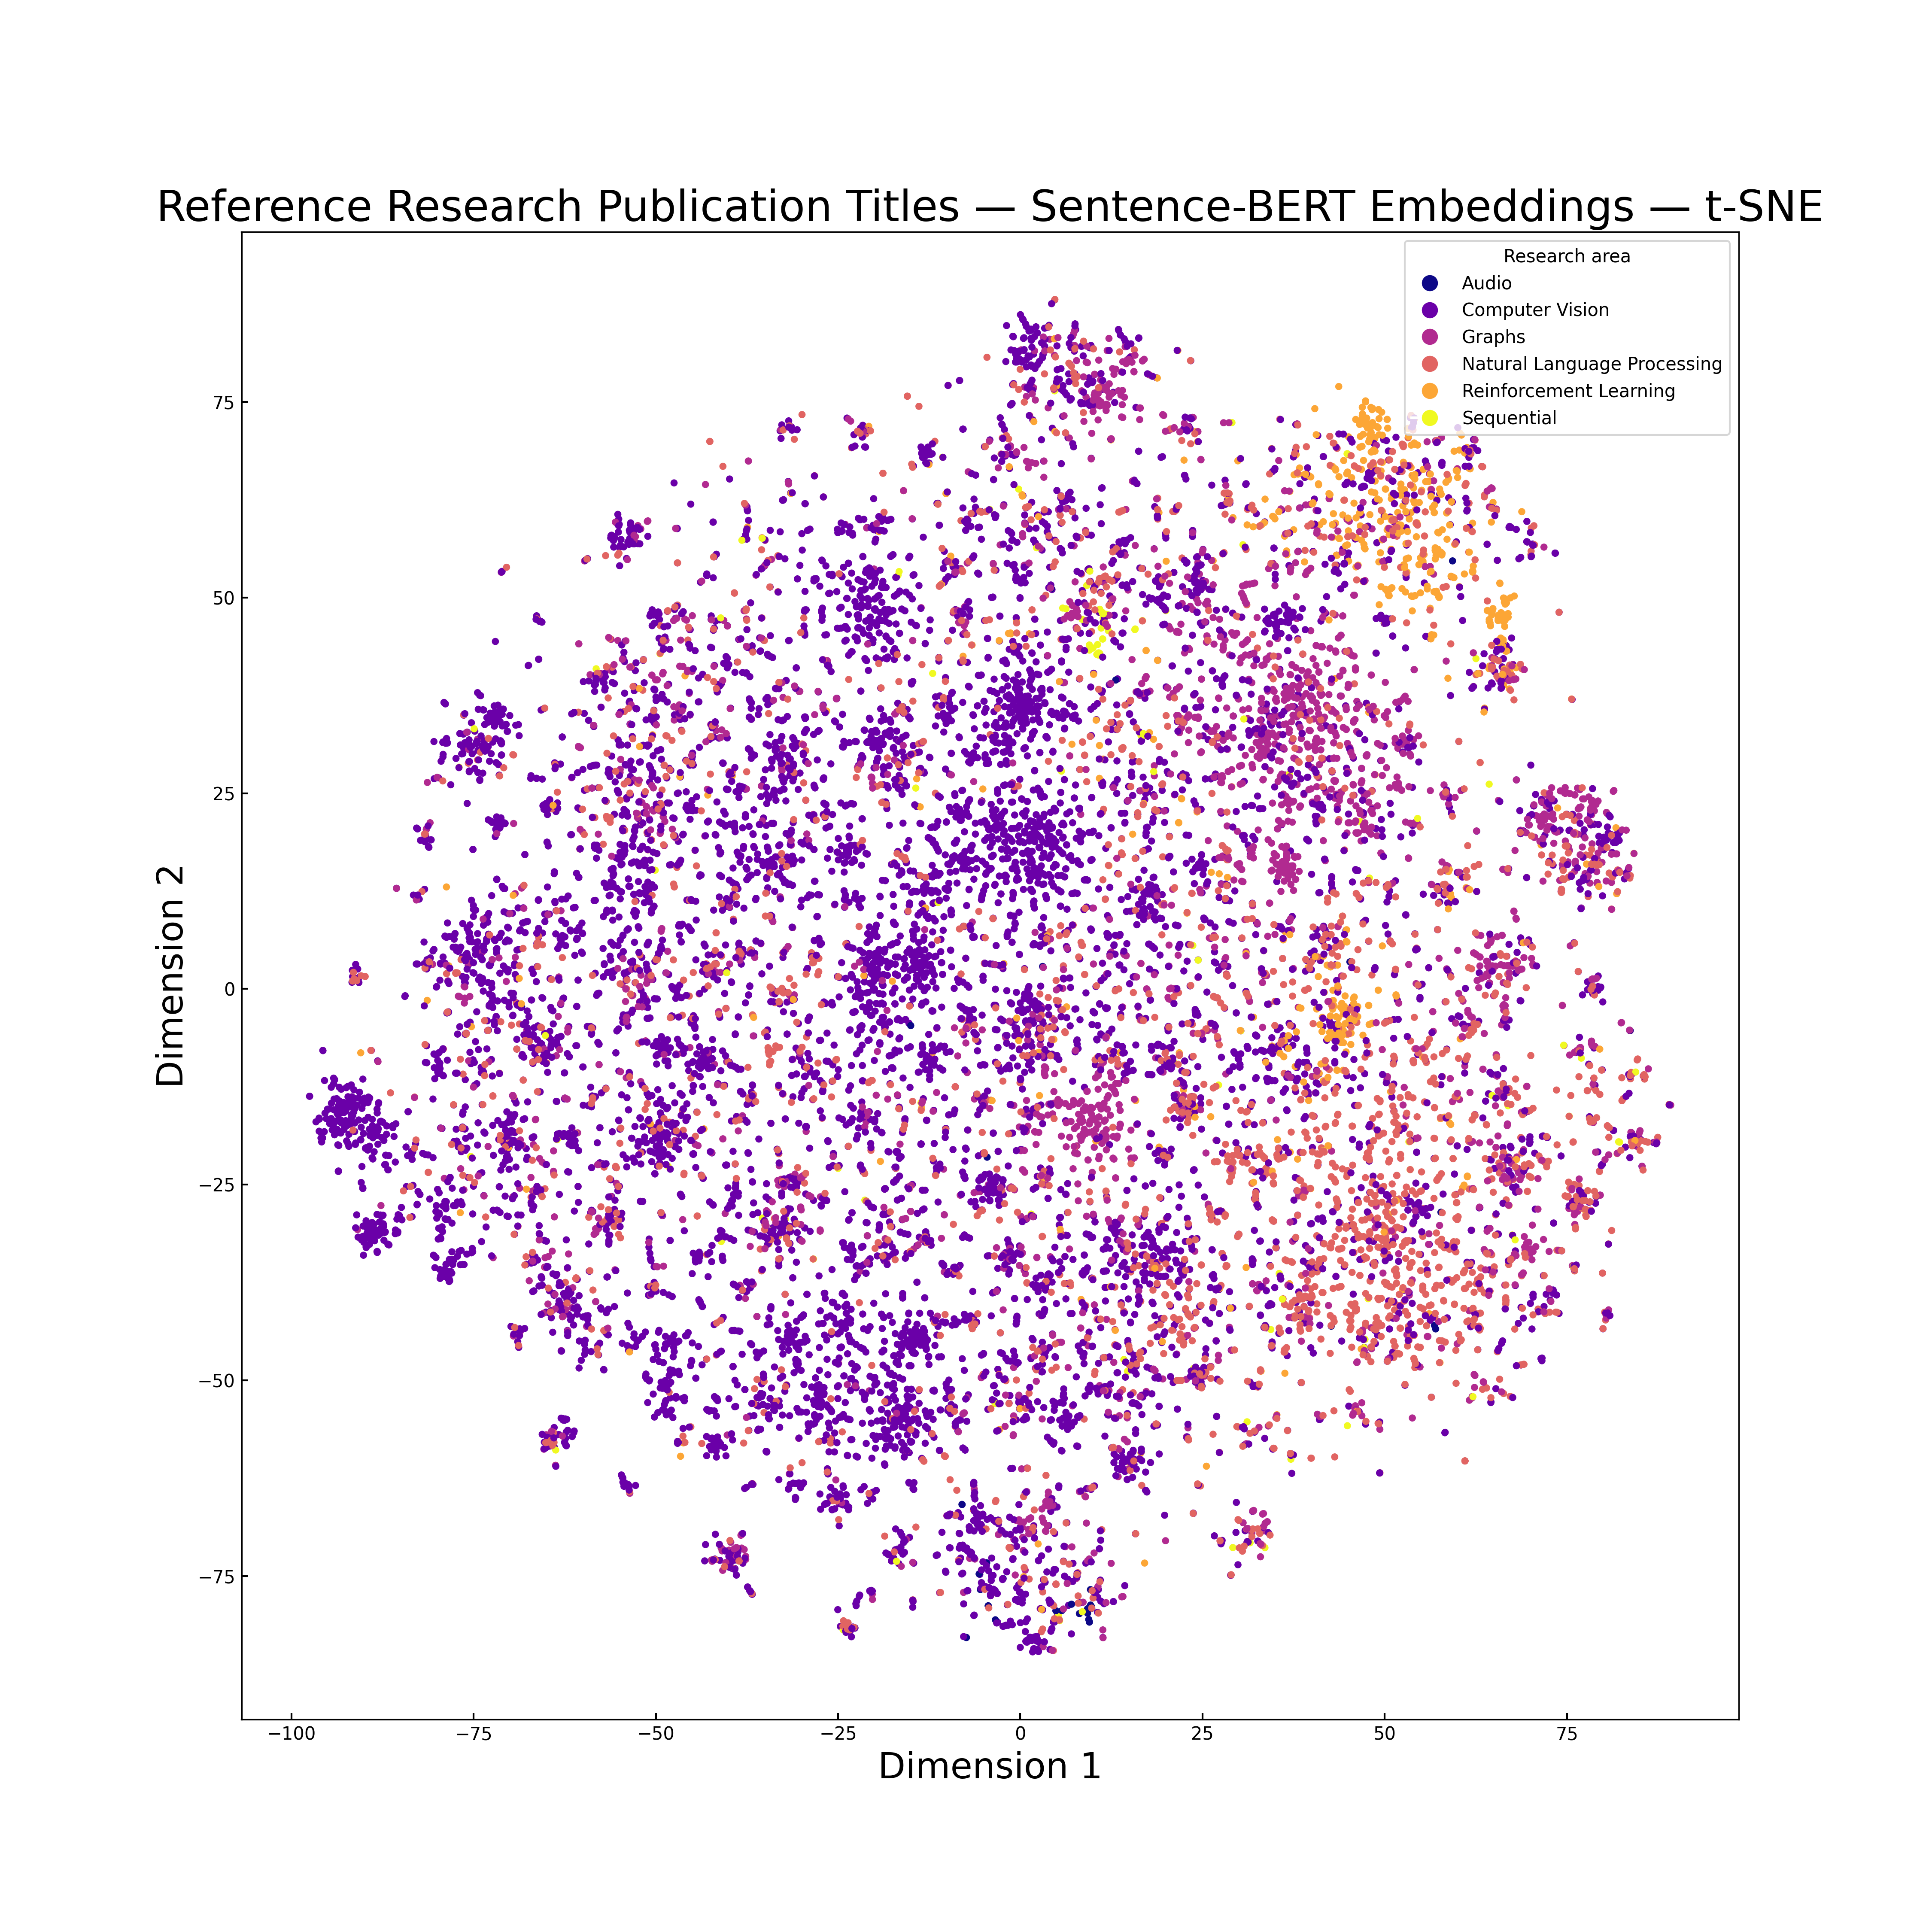 Reference Research Publication Titles — Sentence-BERT Embeddings — t-SNE
Research area
Audio
Computer Vision
Graphs
Natural Language Processing
Reinforcement Learning
Sequential
75
50
25
0
−25
−50
−75
Dimension 2
−100 −75 −50 −25 0 25 50 75
Dimension 1